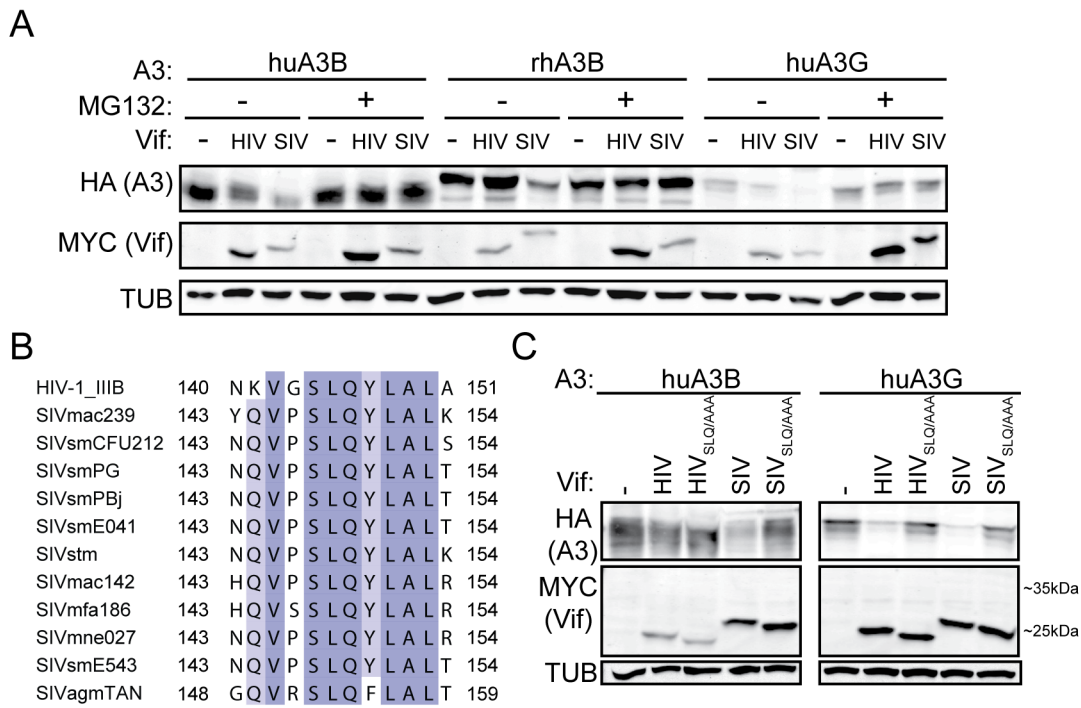 A
A3: huA3B rhA3B huA3G
MG132: - + - + - +
Vif: - HIV SIV - HIV SIV - HIV SIV - HIV SIV - HIV SIV - HIV SIV
HA (A3)
MYC (Vif)
TUB
B
HIV-1_IIIB 140 N K V G S L Q Y L A L A 151
SIVmac239 143 Y Q V P S L Q Y L A L K 154
SIVsmCFU212 143 N Q V P S L Q Y L A L S 154
SIVsmPG 143 N Q V P S L Q Y L A L T 154
SIVsmPBj 143 N Q V P S L Q Y L A L T 154
SIVsmE041 143 N Q V P S L Q Y L A L T 154
SIVstm 143 N Q V P S L Q Y L A L K 154
SIVmac142 143 H Q V P S L Q Y L A L R 154
SIVmfa186 143 H Q V S S L Q Y L A L R 154
SIVmne027 143 N Q V P S L Q Y L A L R 154
SIVsmE543 143 N Q V P S L Q Y L A L T 154
SIVagmTAN 148 G Q V R S L Q F L A L T 159
C
A3: huA3B huA3G
Vif: - HIV HIVSLQ/AAA SIV SIVSLQ/AAA - HIV HIVSLQ/AAA SIV SIVSLQ/AAA
HA
(A3)
MYC
(Vif)
~35kDa
~25kDa
TUB